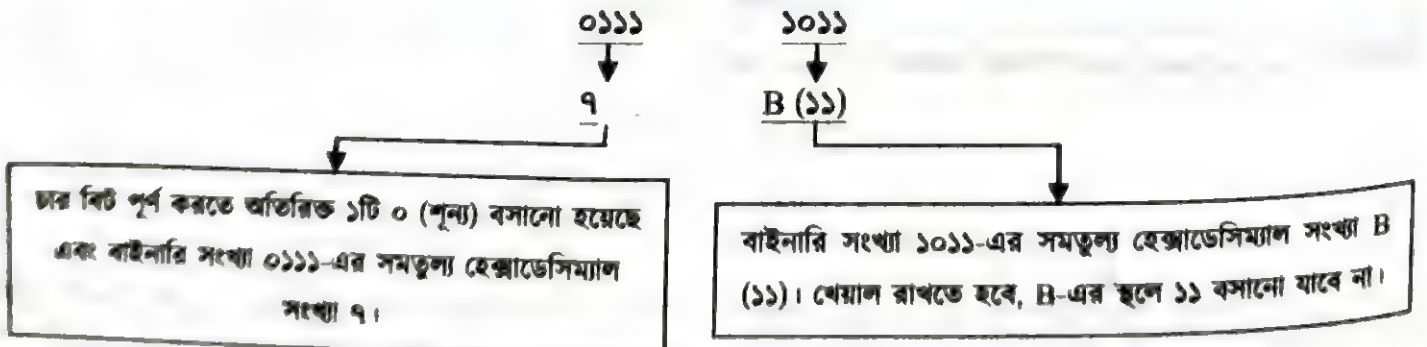 ০১১১ ১০১১
৭ B (১১)
চার বিট পূর্ণ করতে অতিরিক্ত ১টি ০ (শূন্য) বসানো হয়েছে
এবং বাইনারি সংখ্যা ০১১১-এর সমতুল্য হেক্সাডেসিম্যাল
সংখ্যা ৭।
বাইনারি সংখ্যা ১০১১-এর সমতুল্য হেক্সাডেসিম্যাল সংখ্যা B
(১১)। খেয়াল রাখতে হবে, B-এর স্থলে ১১ বসানো যাবে না।